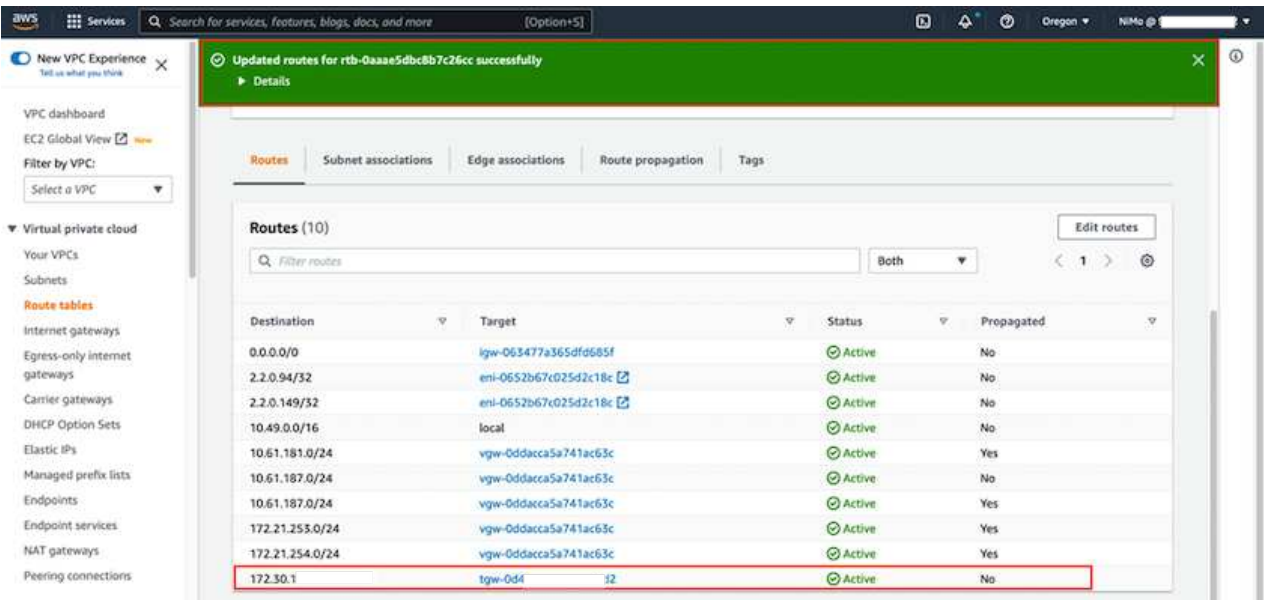 aws
Services
Search for services, features, blogs, docs, and more
[Option+S]
Oregon
NiMo @
New VPC Experience
Tell us what you think
Updated routes for rtb-0aaae5dbc8b7c26cc successfully
Details
VPC dashboard
EC2 Global View New
Filter by VPC:
Select a VPC
Virtual private cloud
Your VPCs
Subnets
Route tables
Internet gateways
Egress-only internet
gateways
Carrier gateways
DHCP Option Sets
Elastic IPs
Managed prefix lists
Endpoints
Endpoint services
NAT gateways
Peering connections
Routes Subnet associations Edge associations Route propagation Tags
Routes (10)
Edit routes
Filter routes
Both
1
Destination Target Status Propagated
0.0.0.0/0 igw-063477a365dfd685f Active No
2.2.0.94/32 eni-0652b67c025d2c18c Active No
2.2.0.149/32 eni-0652b67c025d2c18c Active No
10.49.0.0/16 local Active No
10.61.181.0/24 vgw-0ddacca5a741ac63c Active Yes
10.61.187.0/24 vgw-0ddacca5a741ac63c Active No
10.61.187.0/24 vgw-0ddacca5a741ac63c Active Yes
172.21.253.0/24 vgw-0ddacca5a741ac63c Active Yes
172.21.254.0/24 vgw-0ddacca5a741ac63c Active Yes
172.30.1 tgw-0d4 Active No